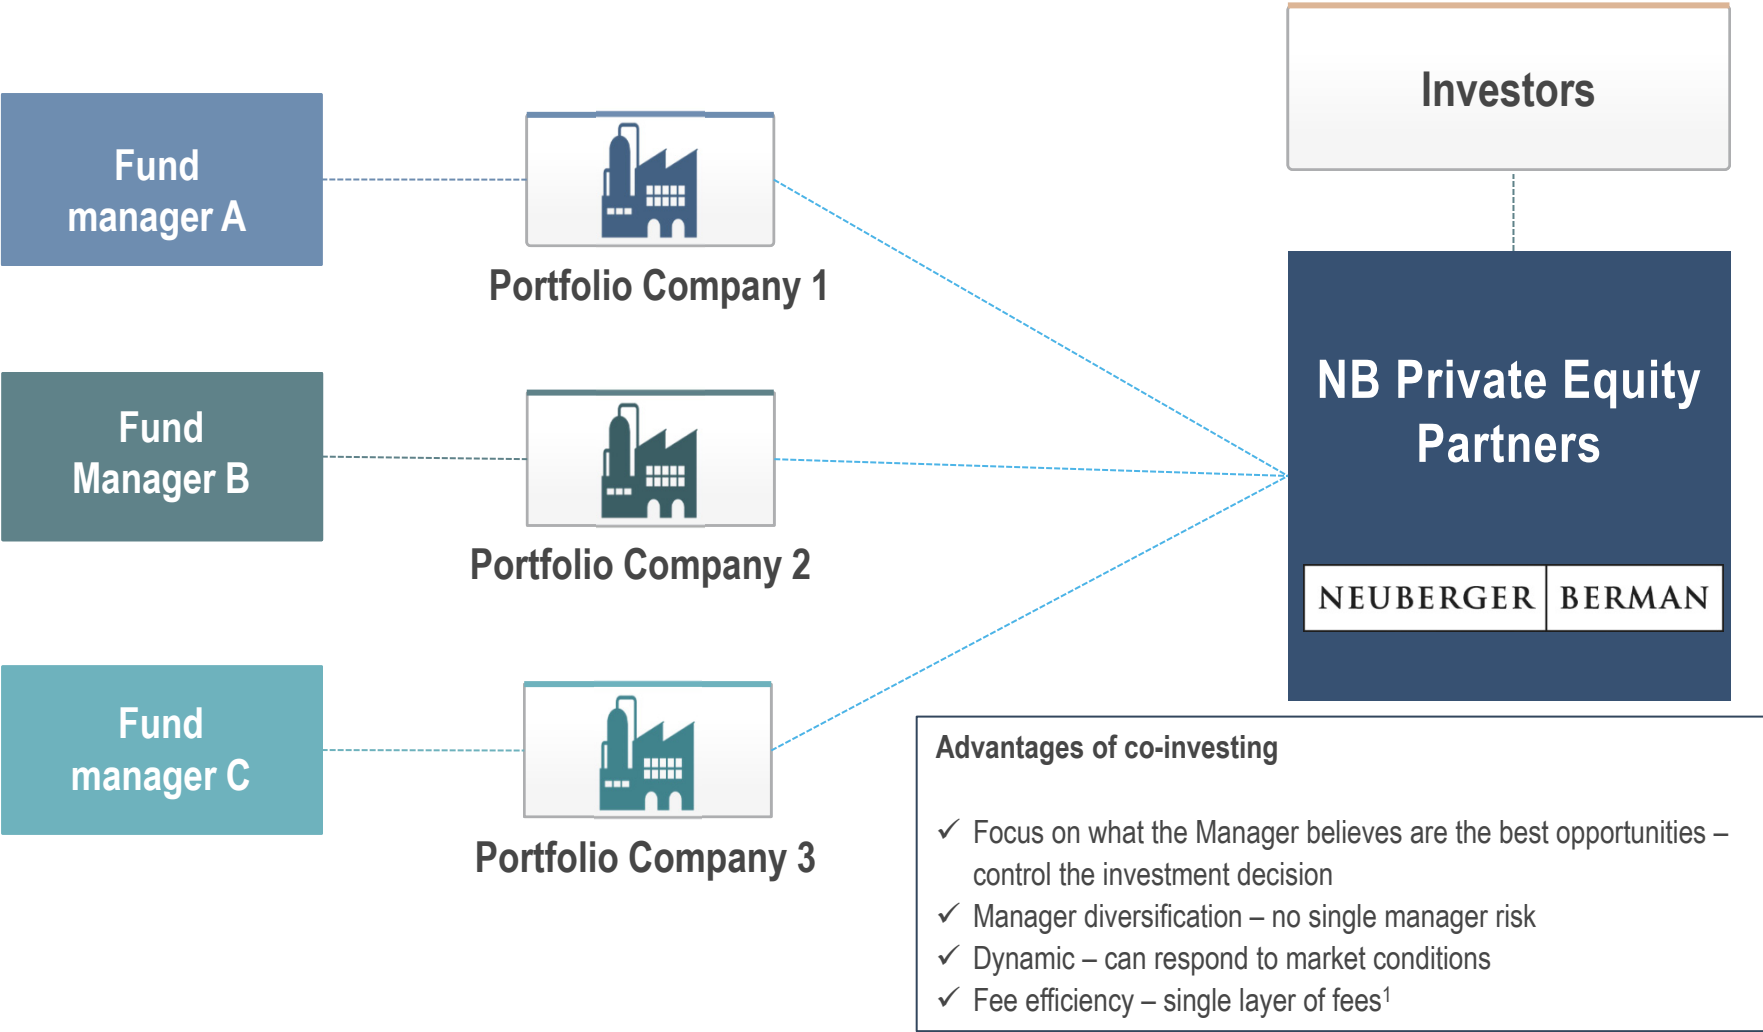 Investors
Fund
manager A
Portfolio Company 1
NB Private Equity
Partners
Fund
Manager B
Portfolio Company 2
NEUBERGER BERMAN
Fund
manager C
Portfolio Company 3
Advantages of co-investing
✓ Focus on what the Manager believes are the best opportunities –
control the investment decision
✓ Manager diversification – no single manager risk
✓ Dynamic – can respond to market conditions
✓ Fee efficiency – single layer of fees¹